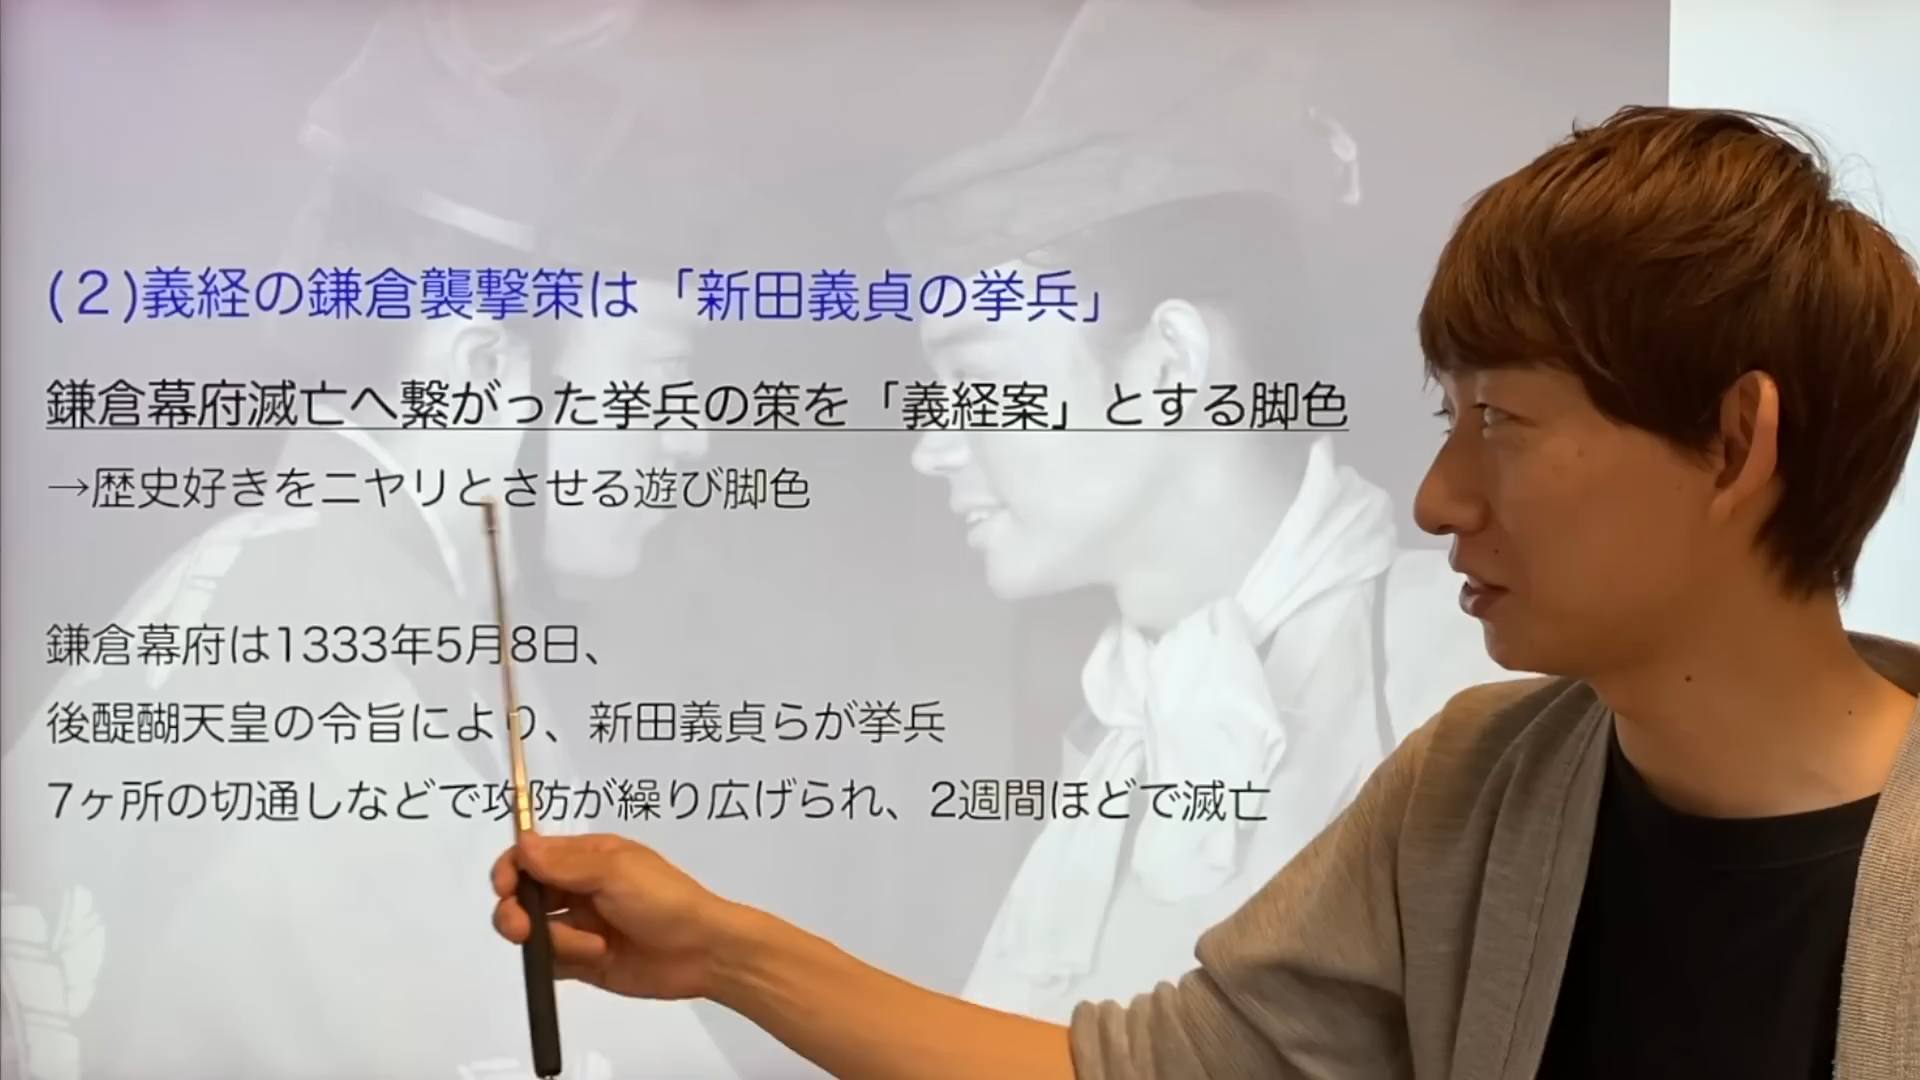 (２)義経の鎌倉襲撃策は「新田義貞の挙兵」
鎌倉幕府滅亡へ繋がった挙兵の策を「義経案」とする脚色
→歴史好きをニヤリとさせる遊び脚色
鎌倉幕府は1333年5月8日、
後醍醐天皇の令旨により、新田義貞らが挙兵
7ヶ所の切通しなどで攻防が繰り広げられ、2週間ほどで滅亡